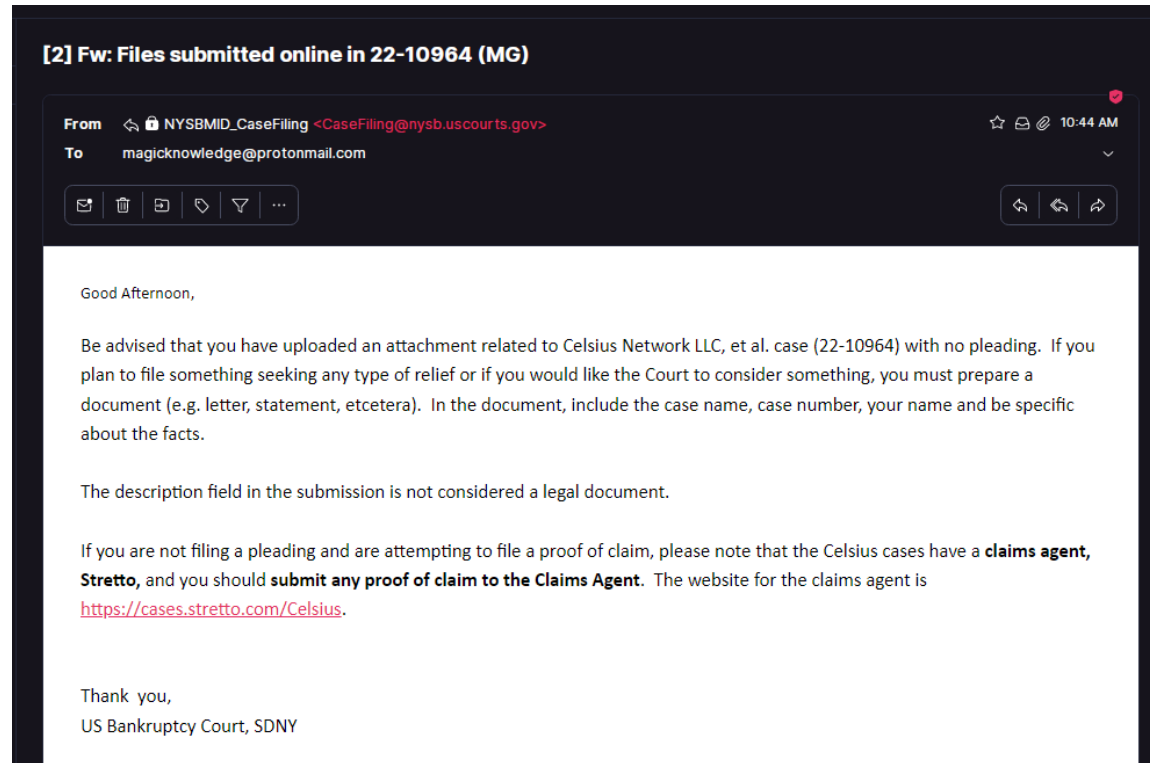 [2] Fw: Files submitted online in 22-10964 (MG)
From NYSBMID_CaseFiling <CaseFiling@nysb.uscourts.gov> 10:44 AM
To magicknowledge@protonmail.com
Good Afternoon,
Be advised that you have uploaded an attachment related to Celsius Network LLC, et al. case (22-10964) with no pleading. If you
plan to file something seeking any type of relief or if you would like the Court to consider something, you must prepare a
document (e.g. letter, statement, etcetera). In the document, include the case name, case number, your name and be specific
about the facts.
The description field in the submission is not considered a legal document.
If you are not filing a pleading and are attempting to file a proof of claim, please note that the Celsius cases have a claims agent,
Stretto, and you should submit any proof of claim to the Claims Agent. The website for the claims agent is
https://cases.stretto.com/Celsius.
Thank you,
US Bankruptcy Court, SDNY